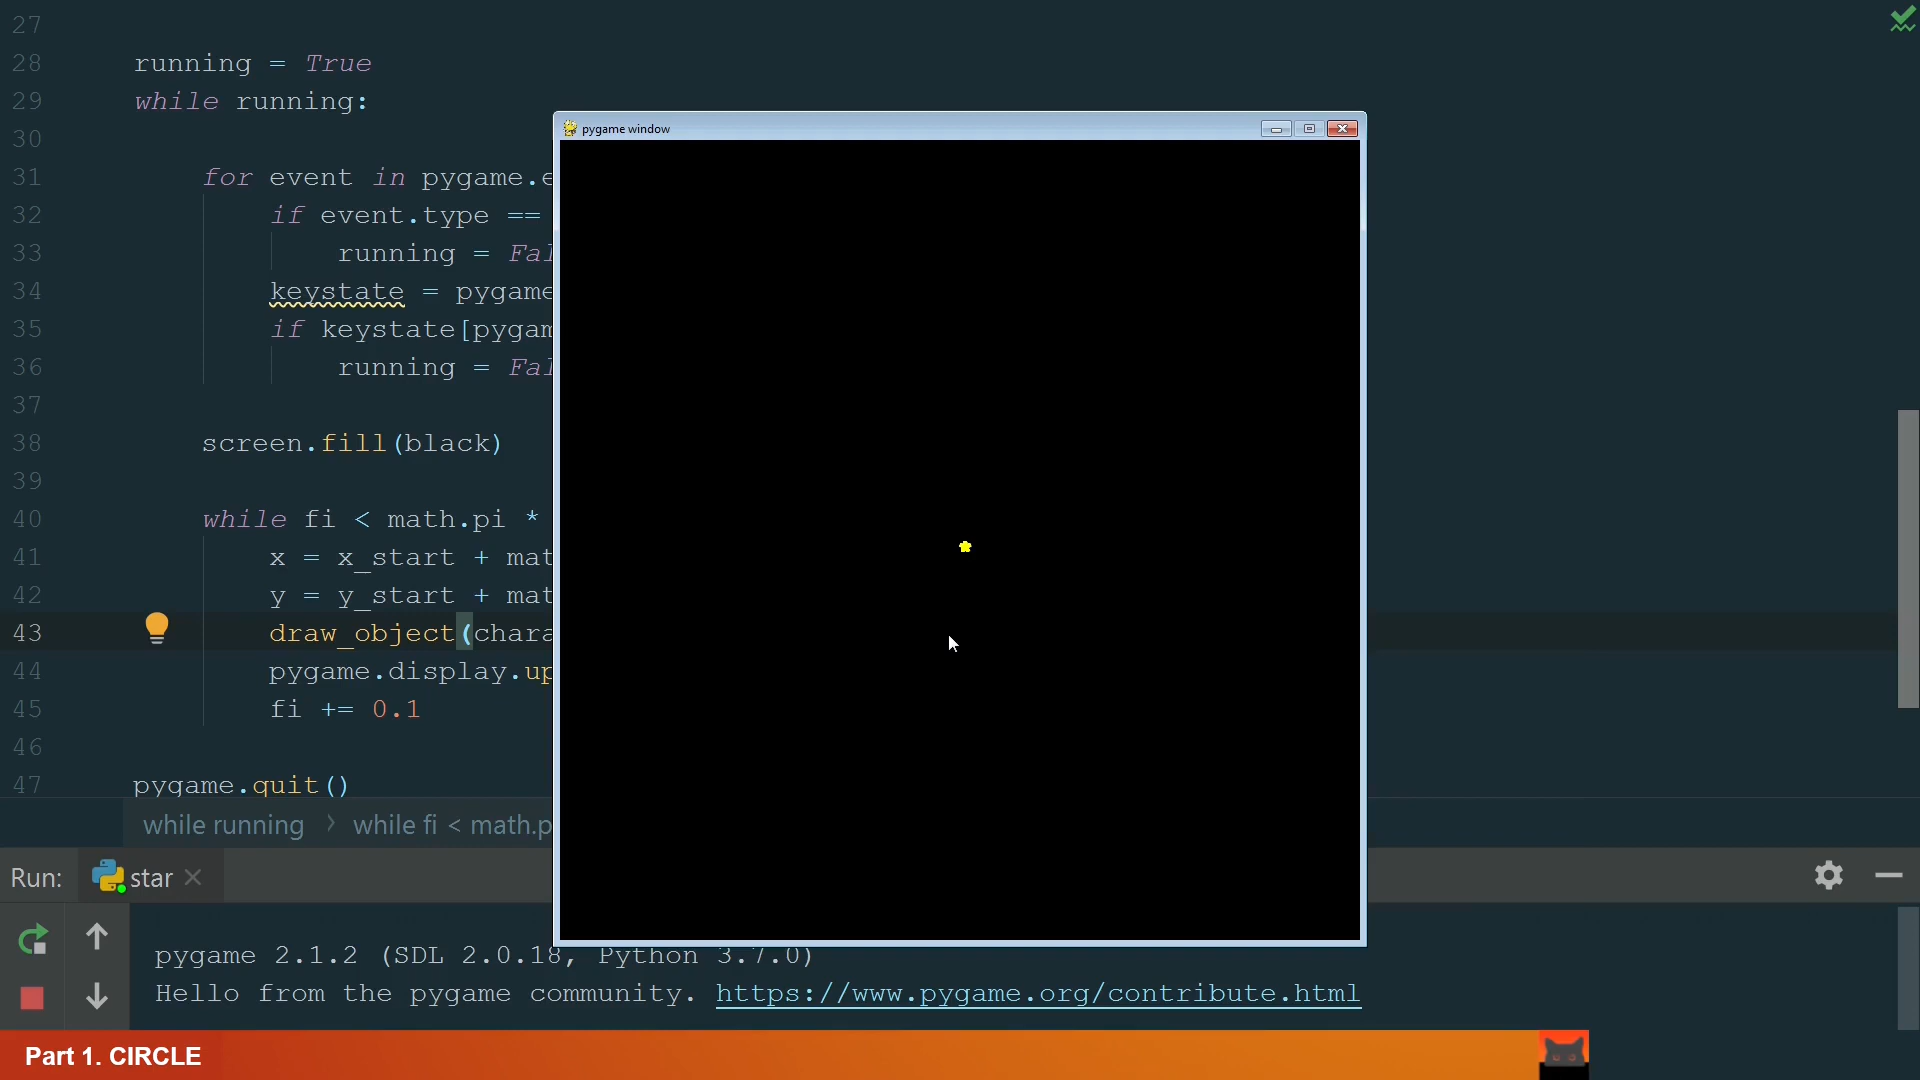 27
28 running = True
29 while running:
30
31 for event in pygame.e
32 if event.type ==
33 running = Fal
34 keystate = pygame
35 if keystate[pygam
36 running = Fal
37
38 screen.fill(black)
39
40 while fi < math.pi *
41 x = x_start + mat
42 y = y_start + mat
43 draw_object(chara
44 pygame.display.up
45 fi += 0.1
46
47 pygame.quit()
pygame window
while running > while fi < math.p
Run: star
pygame 2.1.2 (SDL 2.0.18, Python 3.7.0)
Hello from the pygame community. https://www.pygame.org/contribute.html
Part 1. CIRCLE